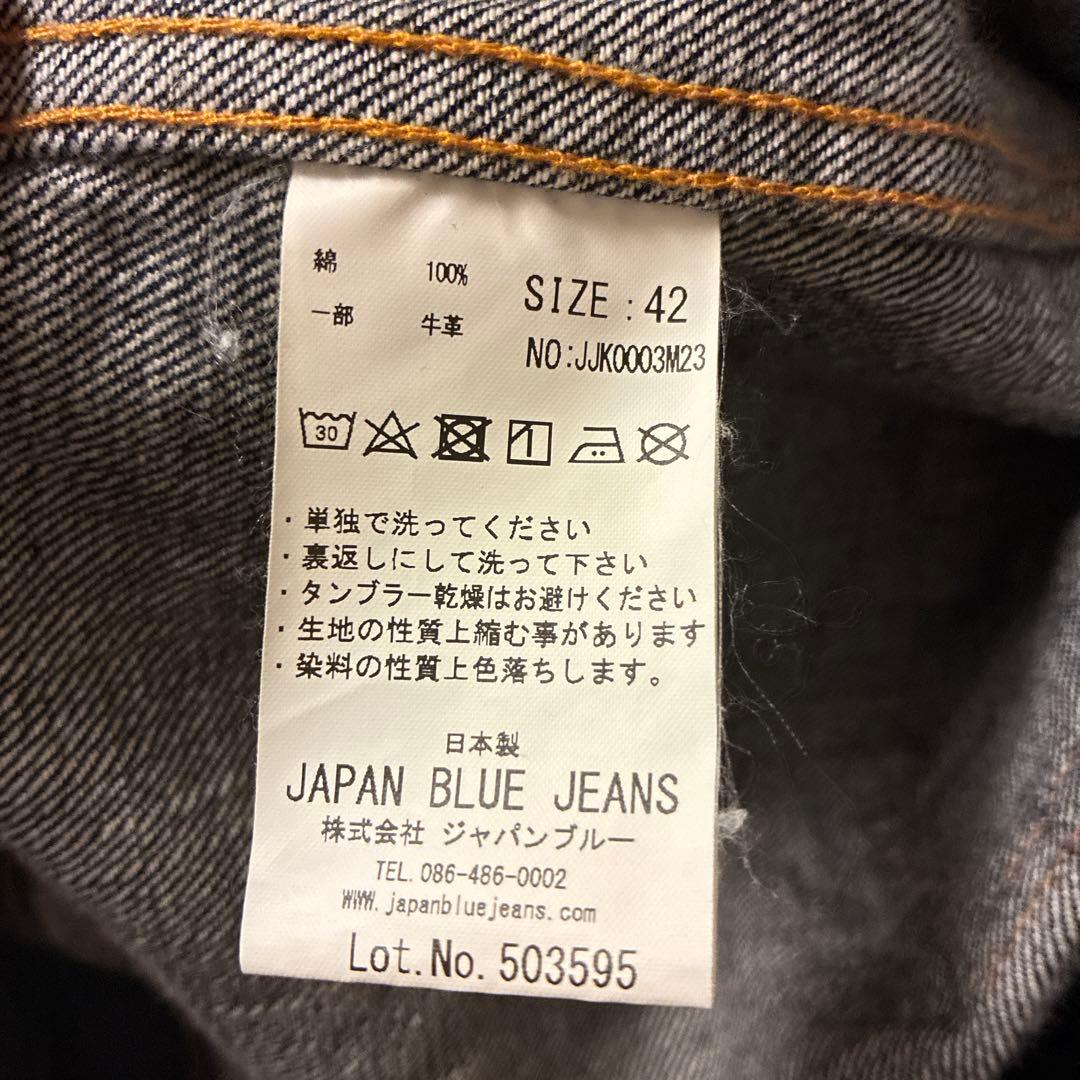 綿 100%
一部 牛革
SIZE : 42
NO:JJK0003M23
30
・単独で洗ってください
・裏返しにして洗って下さい
・タンブラー乾燥はお避けください
・生地の性質上縮む事があります
・染料の性質上色落ちします。
日本製
JAPAN BLUE JEANS
株式会社 ジャパンブルー
TEL. 086-486-0002
WWW. japanbluejeans. com
Lot. No. 503595